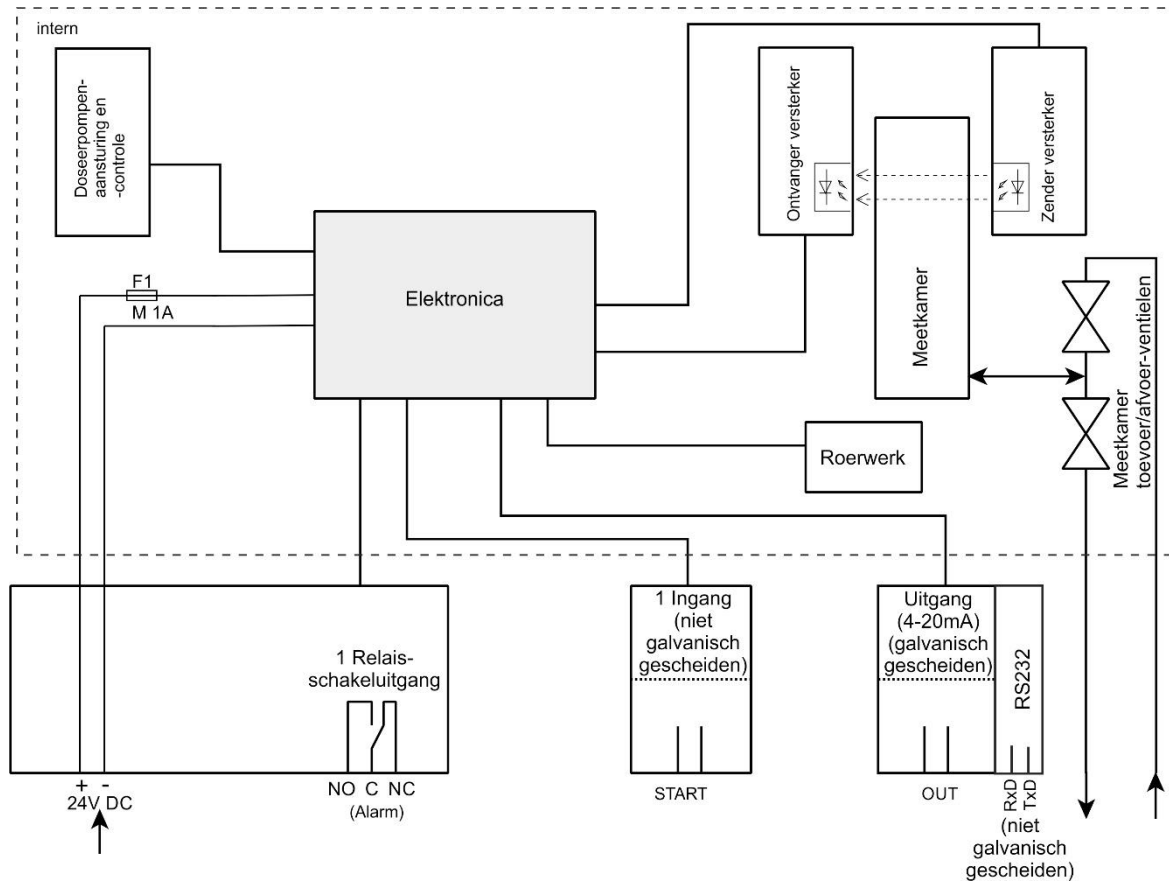 intern
Doseerpompen-
aansturing en
-controle
F1
M 1A
Elektronica
Ontvanger versterker
Meetkamer
Zender versterker
Meetkamer
toevoer/afvoer-ventielen
Roerwerk
1 Relais-
schakeluitgang
NO C NC
(Alarm)
+ -
24V DC
1 Ingang
(niet
galvanisch
gescheiden)
START
Uitgang
(4-20mA)
(galvanisch
gescheiden)
OUT
RS232
RxD
TxD
(niet
galvanisch
gescheiden)